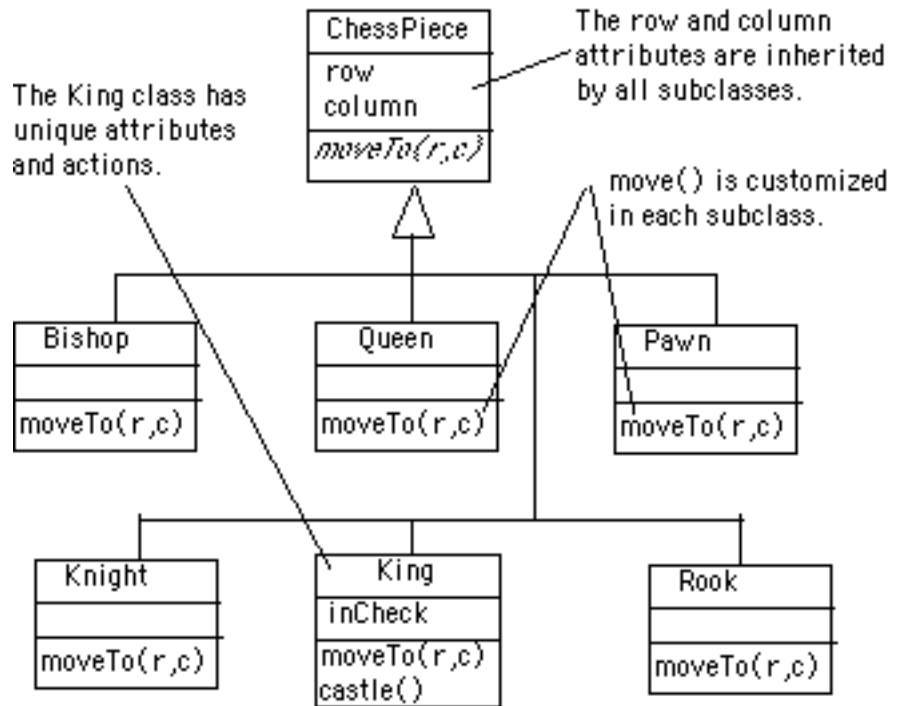 ChessPiece
row
column
moveTo(r,c)
The row and column
attributes are inherited
by all subclasses.
The King class has
unique attributes
and actions.
move() is customized
in each subclass.
Bishop
moveTo(r,c)
Queen
moveTo(r,c)
Pawn
moveTo(r,c)
Knight
moveTo(r,c)
King
inCheck
moveTo(r,c)
castle()
Rook
moveTo(r,c)